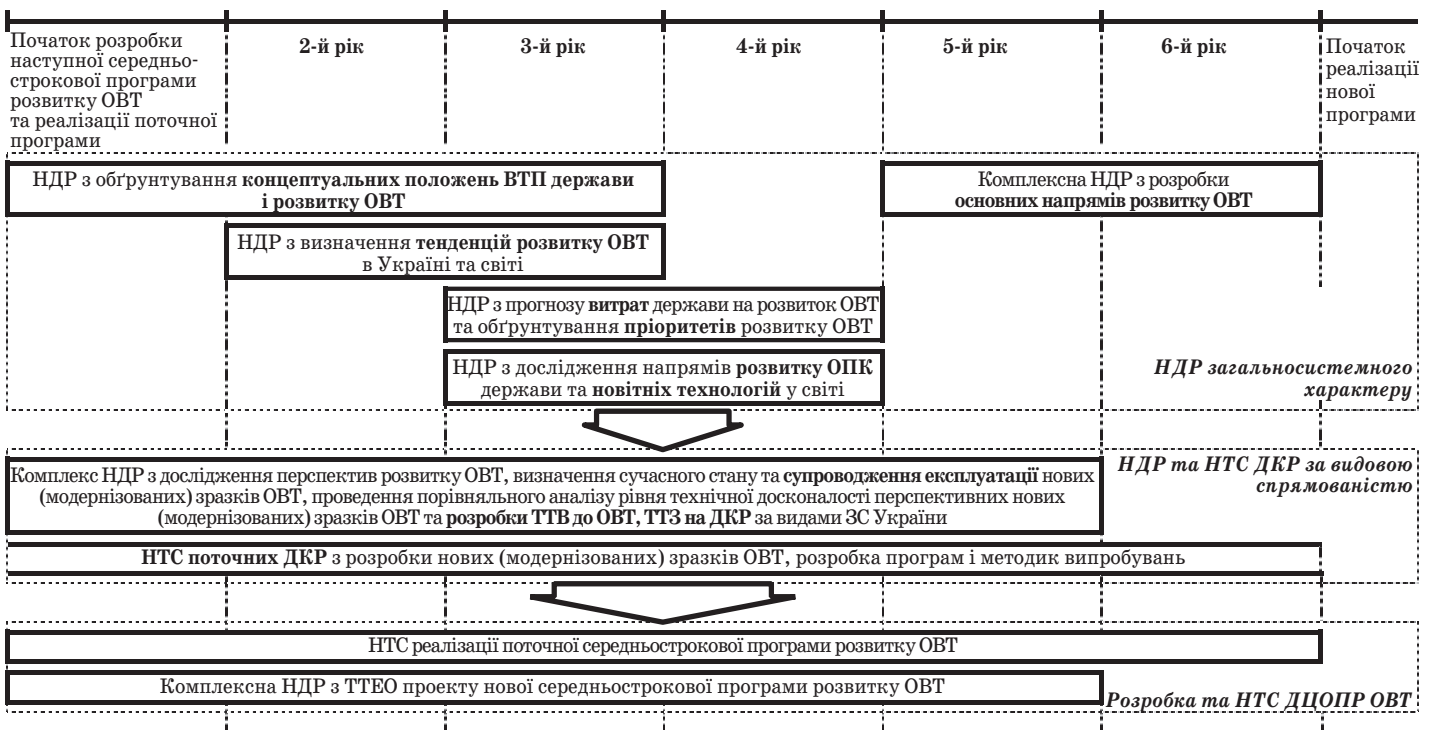 Початок розробки
наступної середньо-
строкової програми
розвитку ОВТ
та реалізації поточної
програми
2-й рік
3-й рік
4-й рік
5-й рік
6-й рік
Початок
реалізації
нової
програми
НДР з обґрунтування концептуальних положень ВТП держави
і розвитку ОВТ
Комплексна НДР з розробки
основних напрямів розвитку ОВТ
НДР з визначення тенденцій розвитку ОВТ
в Україні та світі
НДР з прогнозу витрат держави на розвиток ОВТ
та обґрунтування пріоритетів розвитку ОВТ
НДР з дослідження напрямів розвитку ОПК
держави та новітніх технологій у світі
НДР загальносистемного
характеру
Комплекс НДР з дослідження перспектив розвитку ОВТ, визначення сучасного стану та супроводження експлуатації нових
(модернізованих) зразків ОВТ, проведення порівняльного аналізу рівня технічної досконалості перспективних нових
(модернізованих) зразків ОВТ та розробки ТТВ до ОВТ, ТТЗ на ДКР за видами ЗС України
НДР та НТС ДКР за видовою
спрямованістю
НТС поточних ДКР з розробки нових (модернізованих) зразків ОВТ, розробка програм і методик випробувань
НТС реалізації поточної середньострокової програми розвитку ОВТ
Комплексна НДР з ТТЕО проекту нової середньострокової програми розвитку ОВТ
Розробка та НТС ДЦОПР ОВТ